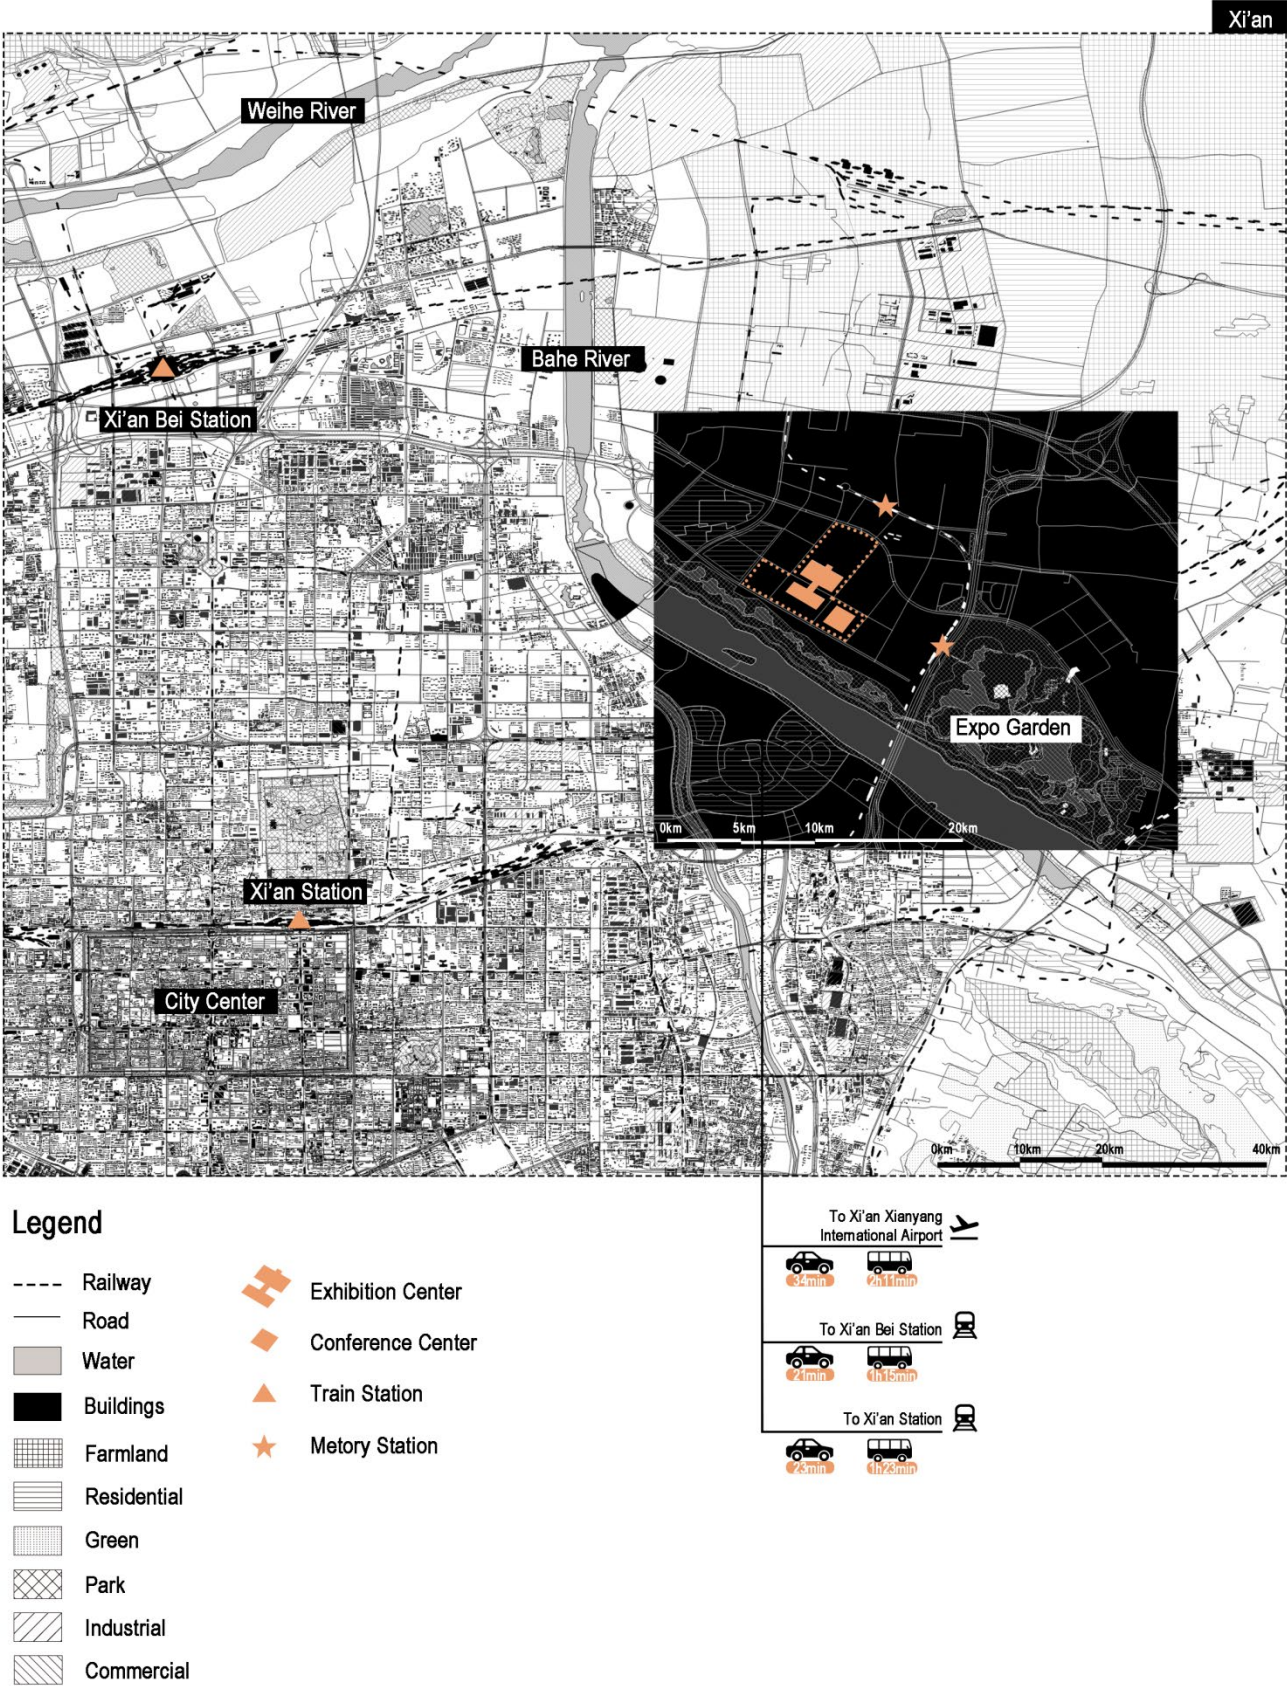 Xi'an
Weihe River
Bahe River
Xi'an Bei Station
Expo Garden
0km 5km 10km 20km
Xi'an Station
City Center
0km 10km 20km 40km
Legend
Railway
Road
Water
Buildings
Farmland
Residential
Green
Park
Industrial
Commercial
Exhibition Center
Conference Center
Train Station
Metory Station
To Xi'an Xianyang
International Airport
34min 2h11min
To Xi'an Bei Station
21min 1h15min
To Xi'an Station
23min 1h23min